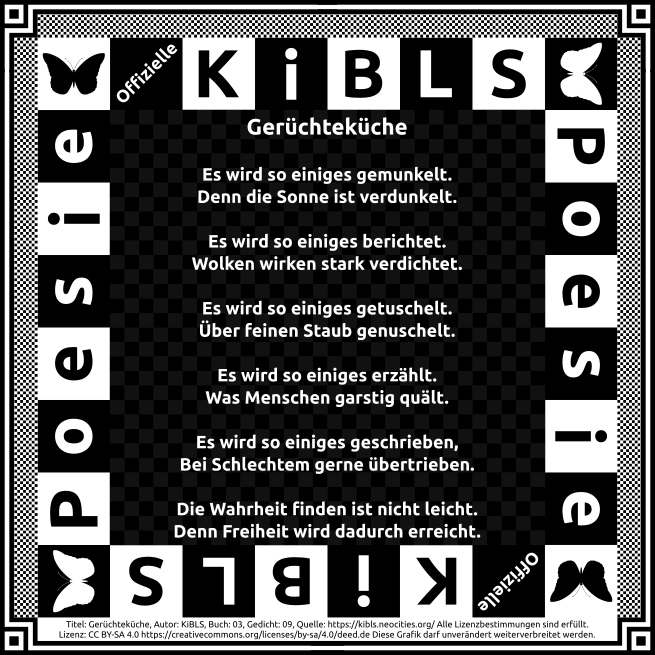 Offizielle KiBLS
Poesie
Poesie
Gerüchteküche
Es wird so einiges gemunkelt.
Denn die Sonne ist verdunkelt.
Es wird so einiges berichtet.
Wolken wirken stark verdichtet.
Es wird so einiges getuschelt.
Über feinen Staub genuschelt.
Es wird so einiges erzählt.
Was Menschen garstig quält.
Es wird so einiges geschrieben,
Bei Schlechtem gerne übertrieben.
Die Wahrheit finden ist nicht leicht.
Denn Freiheit wird dadurch erreicht.
Offizielle KiBLS
Titel: Gerüchteküche, Autor: KiBLS, Buch: 03, Gedicht: 09, Quelle: https://kibls.neocities.org/ Alle Lizenzbestimmungen sind erfüllt.
Lizenz: CC BY-SA 4.0 https://creativecommons.org/licenses/by-sa/4.0/deed.de Diese Grafik darf unverändert weiterverbreitet werden.